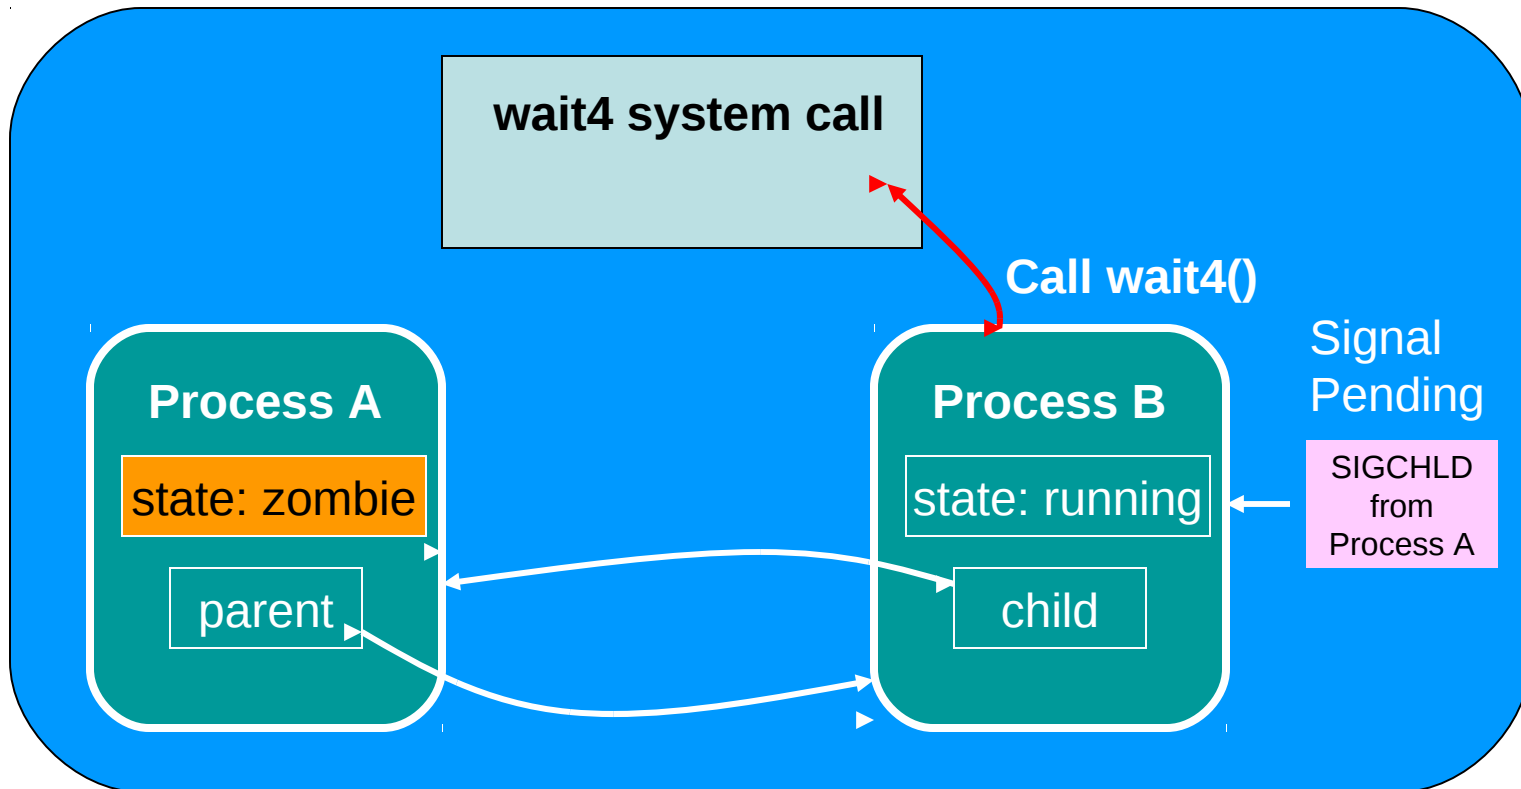 wait4 system call
Call wait4()
Signal
Pending
Process A
state: zombie
parent
Process B
state: running
child
SIGCHLD
from
Process A